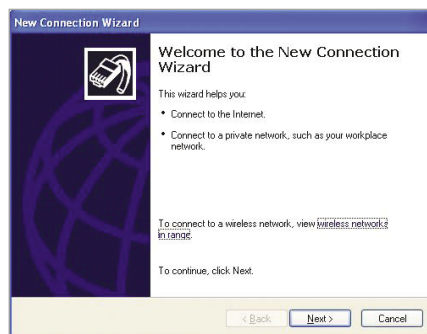 New Connection Wizard
Welcome to the New Connection
Wizard
This wizard helps you:
• Connect to the Internet.
• Connect to a private network, such as your workplace
network.
To connect to a wireless network, view wireless networks
in range.
To continue, click Next.
< Back
Next >
Cancel